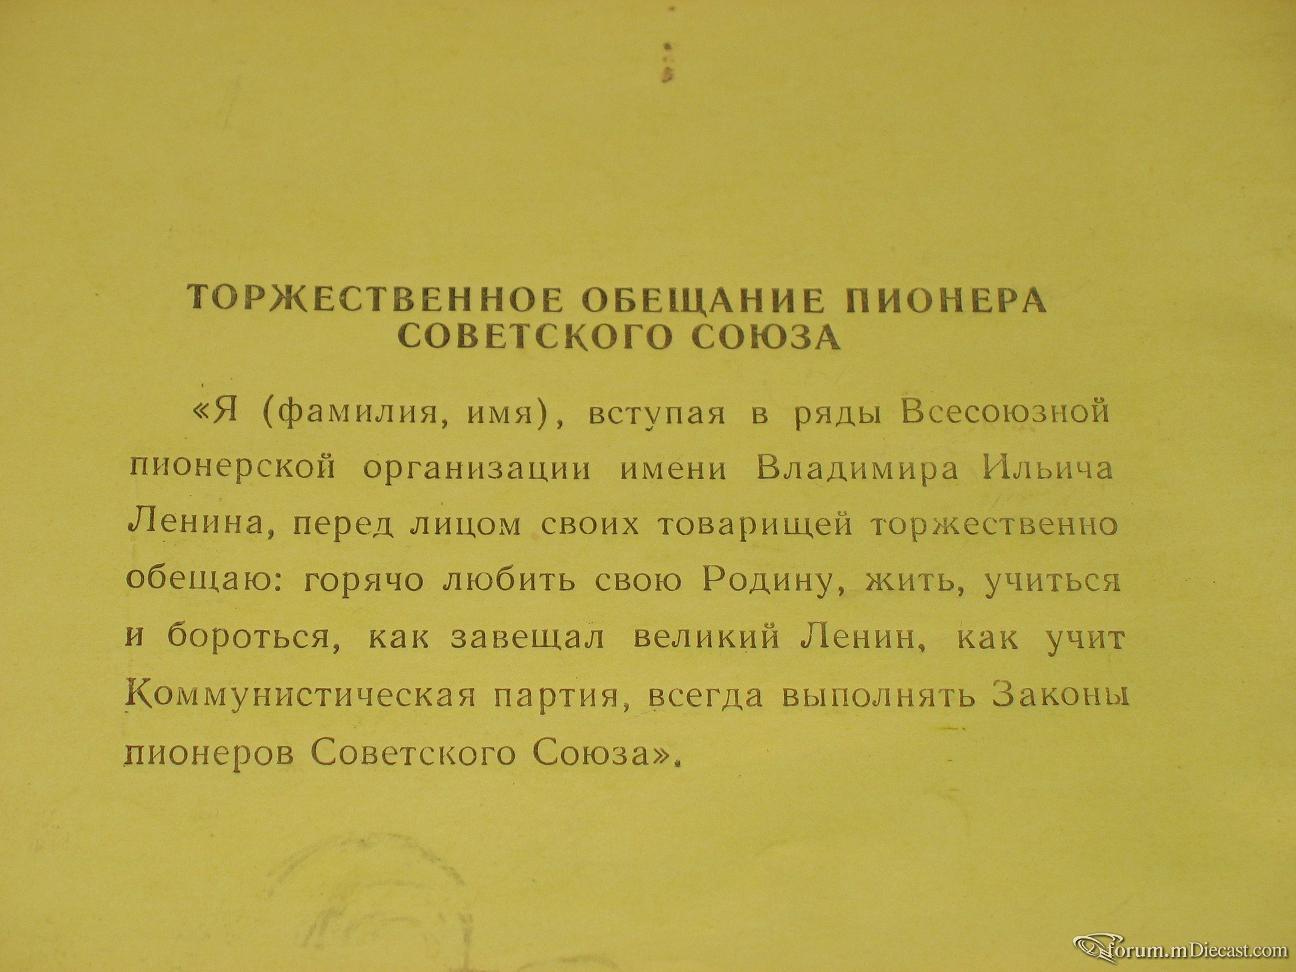 ТОРЖЕСТВЕННОЕ ОБЕЩАНИЕ ПИОНЕРА
СОВЕТСКОГО СОЮЗА
«Я (фамилия, имя), вступая в ряды Всесоюзной
пионерской организации имени Владимира Ильича
Ленина, перед лицом своих товарищей торжественно
обещаю: горячо любить свою Родину, жить, учиться
и бороться, как завещал великий Ленин, как учит
Коммунистическая партия, всегда выполнять Законы
пионеров Советского Союза».
forum.mDiecast.com